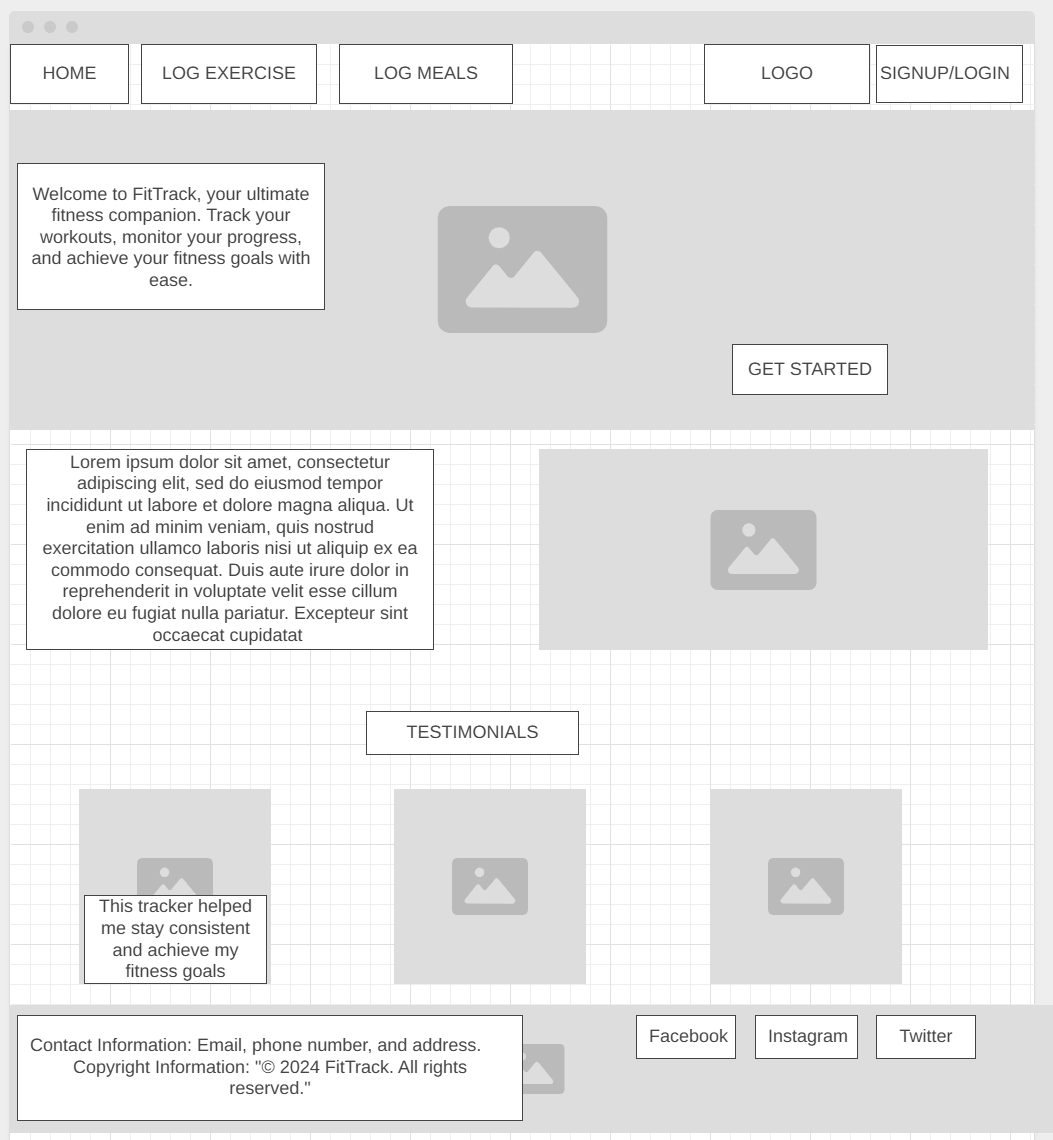 HOME
LOG EXERCISE
LOG MEALS
LOGO
SIGNUP/LOGIN
Welcome to FitTrack, your ultimate
fitness companion. Track your
workouts, monitor your progress,
and achieve your fitness goals with
ease.
GET STARTED
Lorem ipsum dolor sit amet, consectetur
adipiscing elit, sed do eiusmod tempor
incididunt ut labore et dolore magna aliqua. Ut
enim ad minim veniam, quis nostrud
exercitation ullamco laboris nisi ut aliquip ex ea
commodo consequat. Duis aute irure dolor in
reprehenderit in voluptate velit esse cillum
dolore eu fugiat nulla pariatur. Excepteur sint
occaecat cupidatat
TESTIMONIALS
This tracker helped
me stay consistent
and achieve my
fitness goals
Contact Information: Email, phone number, and address.
Copyright Information: "© 2024 FitTrack. All rights
reserved."
Facebook
Instagram
Twitter